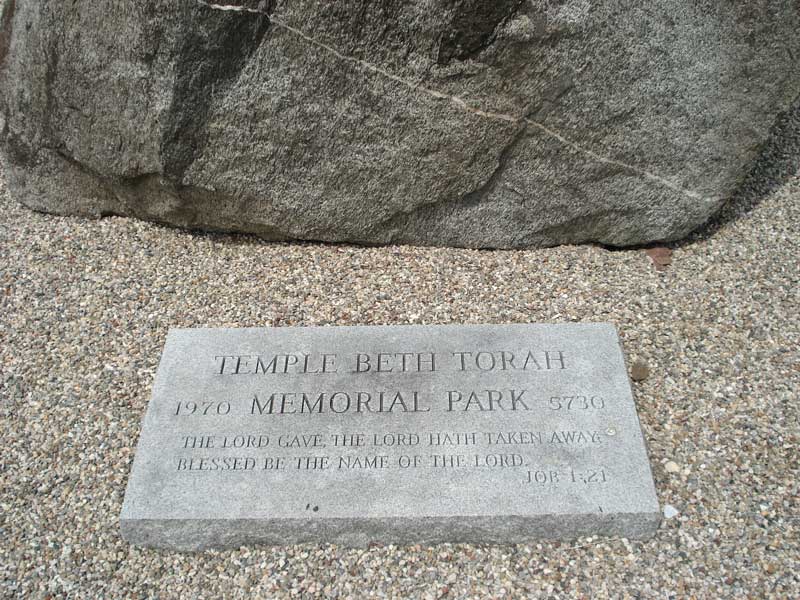 TEMPLE BETH TORAH
1970 MEMORIAL PARK 5730
THE LORD GAVE, THE LORD HATH TAKEN AWAY;
BLESSED BE THE NAME OF THE LORD.
JOB 1;21